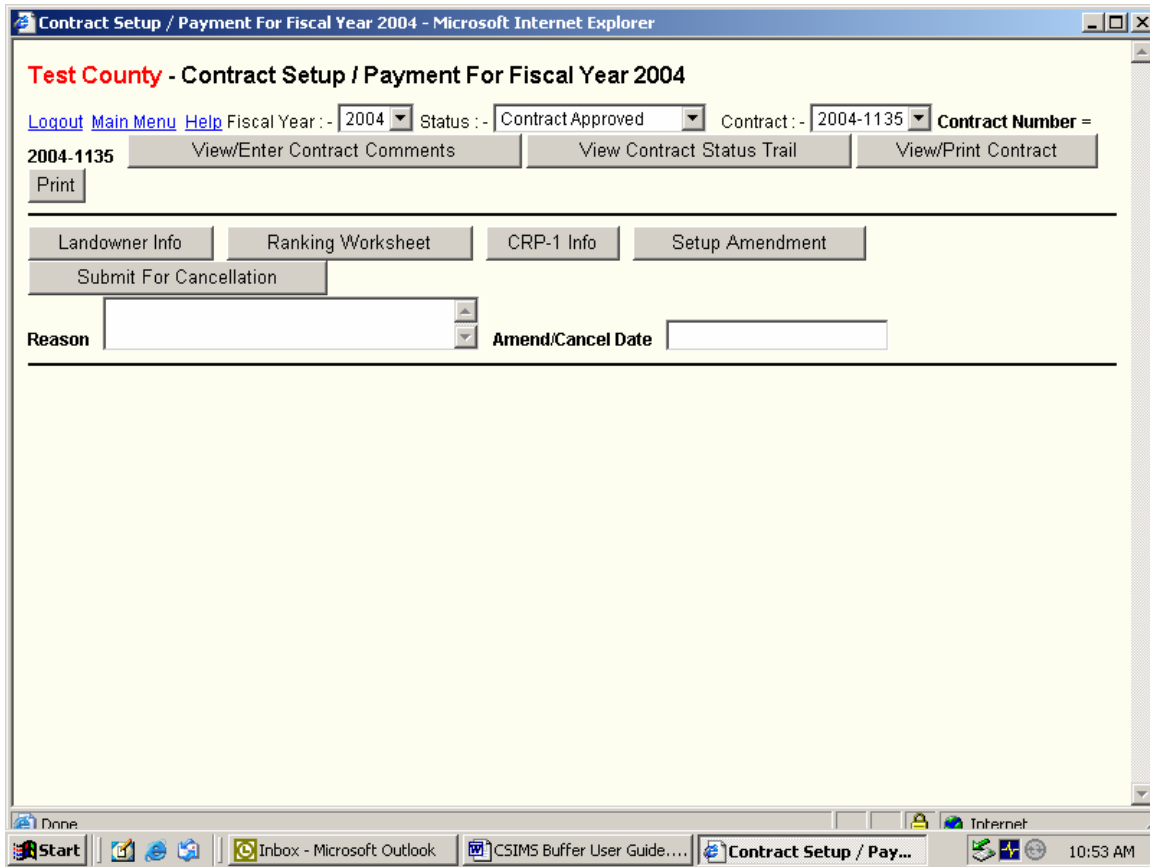 Contract Setup / Payment For Fiscal Year 2004 - Microsoft Internet Explorer
Test County - Contract Setup / Payment For Fiscal Year 2004
Logout Main Menu Help Fiscal Year : - 2004 Status : - Contract Approved Contract : - 2004-1135 Contract Number =
2004-1135 View/Enter Contract Comments View Contract Status Trail View/Print Contract
Print
Landowner Info Ranking Worksheet CRP-1 Info Setup Amendment
Submit For Cancellation
Reason Amend/Cancel Date
Done Internet
Start Inbox - Microsoft Outlook CSIMS Buffer User Guide.... Contract Setup / Pay... 10:53 AM